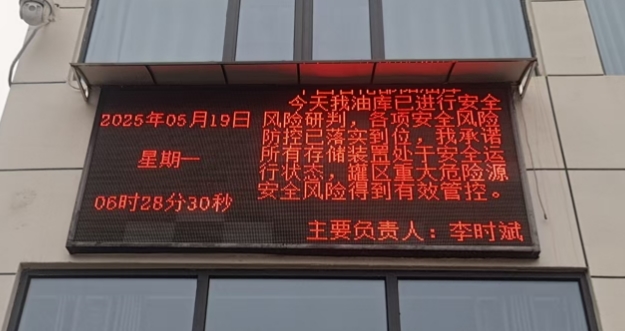 2025年05月19日
星期一
06时28分30秒
今天我油库已进行安全
风险研判，各项安全风险
防控已落实到位，我承诺
所有存储装置处于安全运
行状态，罐区重大危险源
安全风险得到有效管控。
主要负责人：李时斌